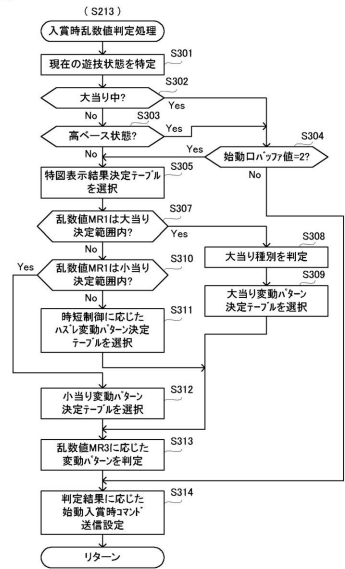 (S213)
入賞時乱数値判定処理
S301
現在の遊技状態を特定
S302
大当り中?
Yes
No
S303
高ベース状態?
Yes
S304
始動口バッファ値=2?
Yes
No
No
S305
特図表示結果決定テーブル
を選択
S307
乱数値MR1は大当り
決定範囲内?
Yes
No
S308
大当り種別を判定
S310
乱数値MR1は小当り
決定範囲内?
Yes
No
S309
大当り変動パターン
決定テーブルを選択
S311
時短制御に応じた
ハズレ変動パターン決定
テーブルを選択
S312
小当り変動パターン
決定テーブルを選択
S313
乱数値MR3に応じた
変動パターンを判定
S314
判定結果に応じた
始動入賞時コマンド
送信設定
リターン